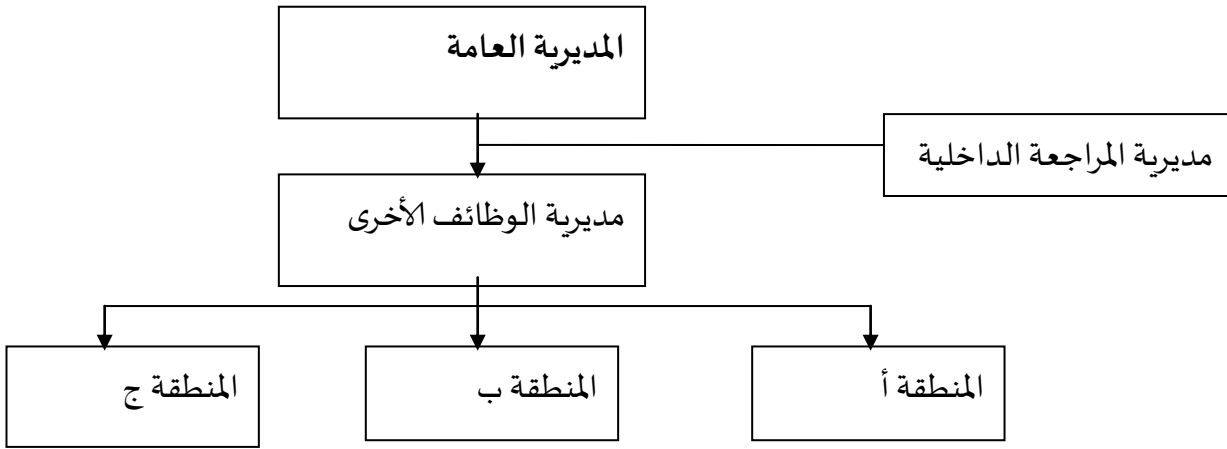 المديرية العامة
مديرية المراجعة الداخلية
مديرية الوظائف الأخرى
المنطقة أ
المنطقة ب
المنطقة ج